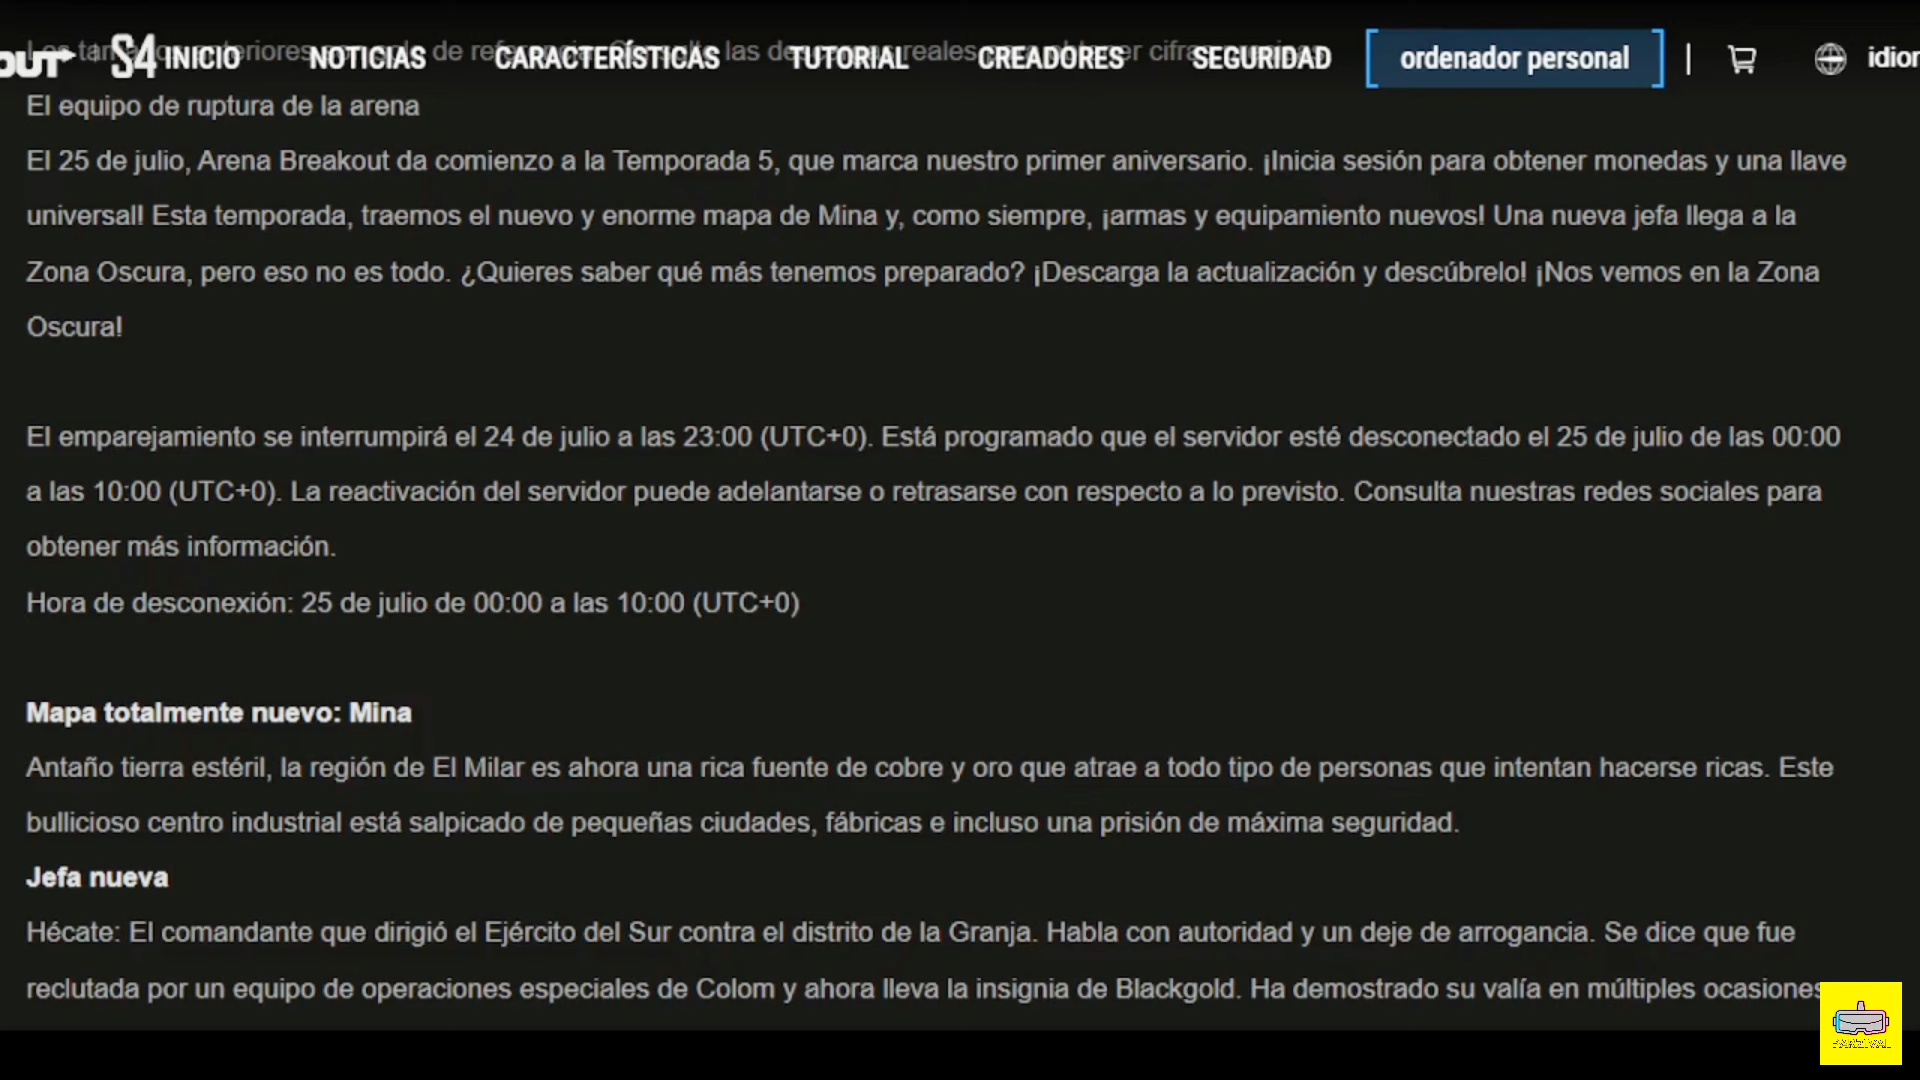 OUT S4 INICIO NOTICIAS CARACTERÍSTICAS TUTORIAL CREADORES SEGURIDAD ordenador personal | idior
El equipo de ruptura de la arena
El 25 de julio, Arena Breakout da comienzo a la Temporada 5, que marca nuestro primer aniversario. ¡Inicia sesión para obtener monedas y una llave
universal! Esta temporada, traemos el nuevo y enorme mapa de Mina y, como siempre, ¡armas y equipamiento nuevos! Una nueva jefa llega a la
Zona Oscura, pero eso no es todo. ¿Quieres saber qué más tenemos preparado? ¡Descarga la actualización y descúbrelo! ¡Nos vemos en la Zona
Oscura!
El emparejamiento se interrumpirá el 24 de julio a las 23:00 (UTC+0). Está programado que el servidor esté desconectado el 25 de julio de las 00:00
a las 10:00 (UTC+0). La reactivación del servidor puede adelantarse o retrasarse con respecto a lo previsto. Consulta nuestras redes sociales para
obtener más información.
Hora de desconexión: 25 de julio de 00:00 a las 10:00 (UTC+0)
Mapa totalmente nuevo: Mina
Antaño tierra estéril, la región de El Milar es ahora una rica fuente de cobre y oro que atrae a todo tipo de personas que intentan hacerse ricas. Este
bullicioso centro industrial está salpicado de pequeñas ciudades, fábricas e incluso una prisión de máxima seguridad.
Jefa nueva
Hécate: El comandante que dirigió el Ejército del Sur contra el distrito de la Granja. Habla con autoridad y un deje de arrogancia. Se dice que fue
reclutada por un equipo de operaciones especiales de Colom y ahora lleva la insignia de Blackgold. Ha demostrado su valía en múltiples ocasiones
PARZIVAL